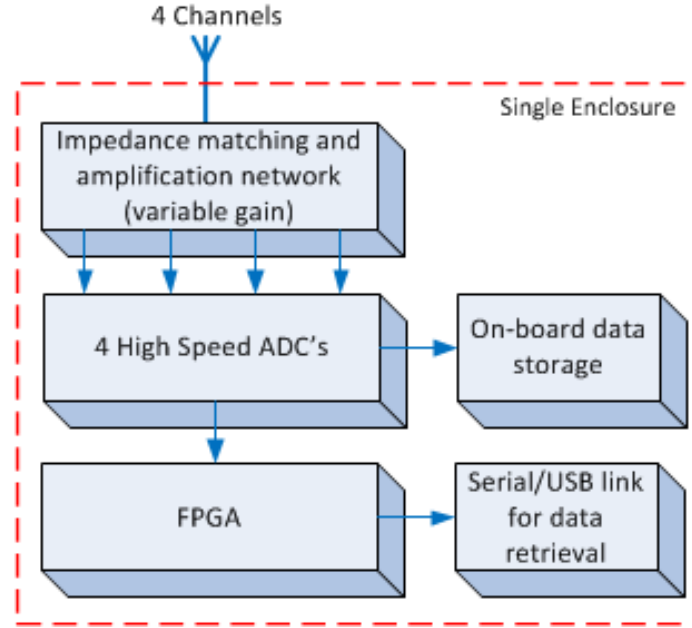 4 Channels
Single Enclosure
Impedance matching and
amplification network
(variable gain)
4 High Speed ADC's
On-board data
storage
FPGA
Serial/USB link
for data
retrieval